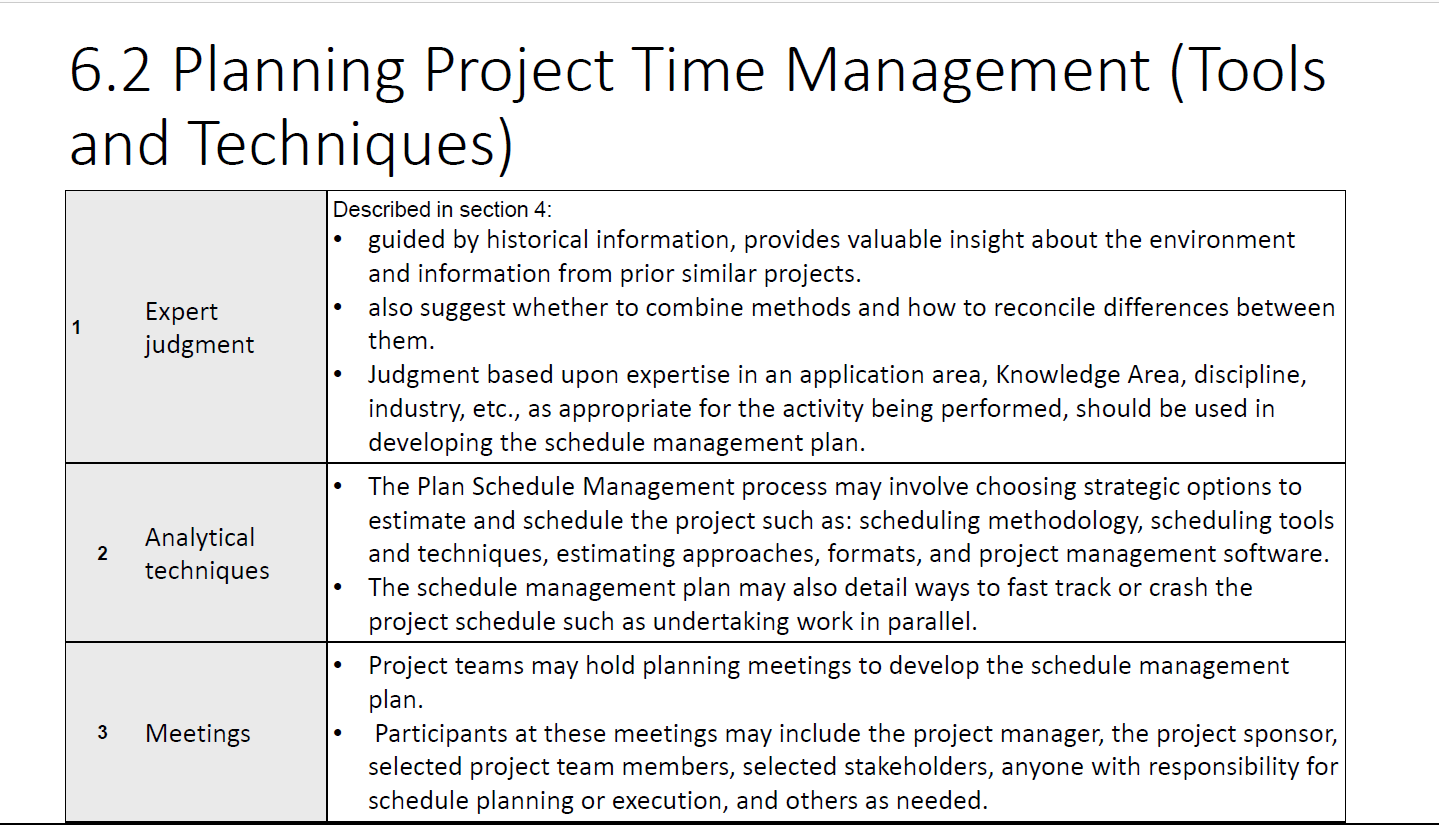 6.2 Planning Project Time Management (Tools
and Techniques)
1
Expert
judgment
Described in section 4:
• guided by historical information, provides valuable insight about the environment
and information from prior similar projects.
• also suggest whether to combine methods and how to reconcile differences between
them.
• Judgment based upon expertise in an application area, Knowledge Area, discipline,
industry, etc., as appropriate for the activity being performed, should be used in
developing the schedule management plan.
2
Analytical
techniques
• The Plan Schedule Management process may involve choosing strategic options to
estimate and schedule the project such as: scheduling methodology, scheduling tools
and techniques, estimating approaches, formats, and project management software.
• The schedule management plan may also detail ways to fast track or crash the
project schedule such as undertaking work in parallel.
3
Meetings
• Project teams may hold planning meetings to develop the schedule management
plan.
• Participants at these meetings may include the project manager, the project sponsor,
selected project team members, selected stakeholders, anyone with responsibility for
schedule planning or execution, and others as needed.